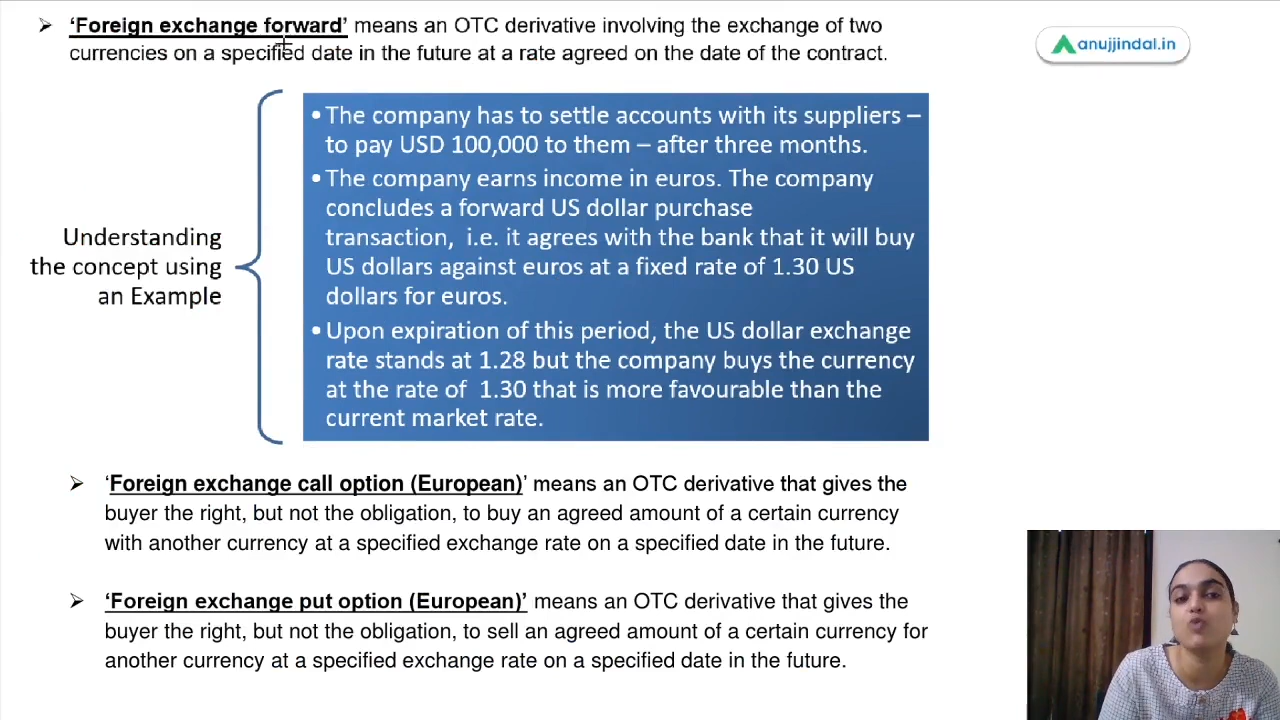 ➢ ‘Foreign exchange forward’ means an OTC derivative involving the exchange of two
currencies on a specified date in the future at a rate agreed on the date of the contract.
anujjindal.in
Understanding
the concept using
an Example
• The company has to settle accounts with its suppliers –
to pay USD 100,000 to them – after three months.
• The company earns income in euros. The company
concludes a forward US dollar purchase
transaction, i.e. it agrees with the bank that it will buy
US dollars against euros at a fixed rate of 1.30 US
dollars for euros.
• Upon expiration of this period, the US dollar exchange
rate stands at 1.28 but the company buys the currency
at the rate of 1.30 that is more favourable than the
current market rate.
➢ ‘Foreign exchange call option (European)’ means an OTC derivative that gives the
buyer the right, but not the obligation, to buy an agreed amount of a certain currency
with another currency at a specified exchange rate on a specified date in the future.
➢ ‘Foreign exchange put option (European)’ means an OTC derivative that gives the
buyer the right, but not the obligation, to sell an agreed amount of a certain currency for
another currency at a specified exchange rate on a specified date in the future.